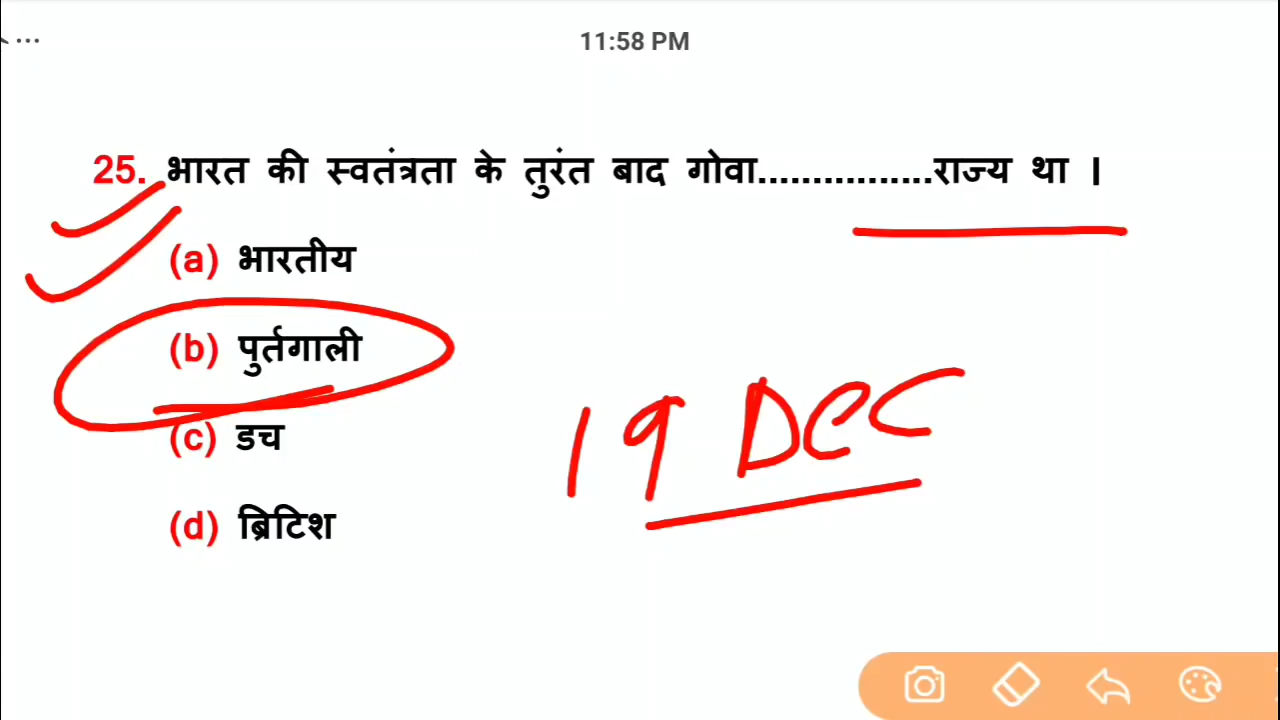 ...
11:58 PM
25. भारत की स्वतंत्रता के तुरंत बाद गोवा................राज्य था ।
(a) भारतीय
(b) पुर्तगाली
(c) डच
(d) ब्रिटिश
19 DEC